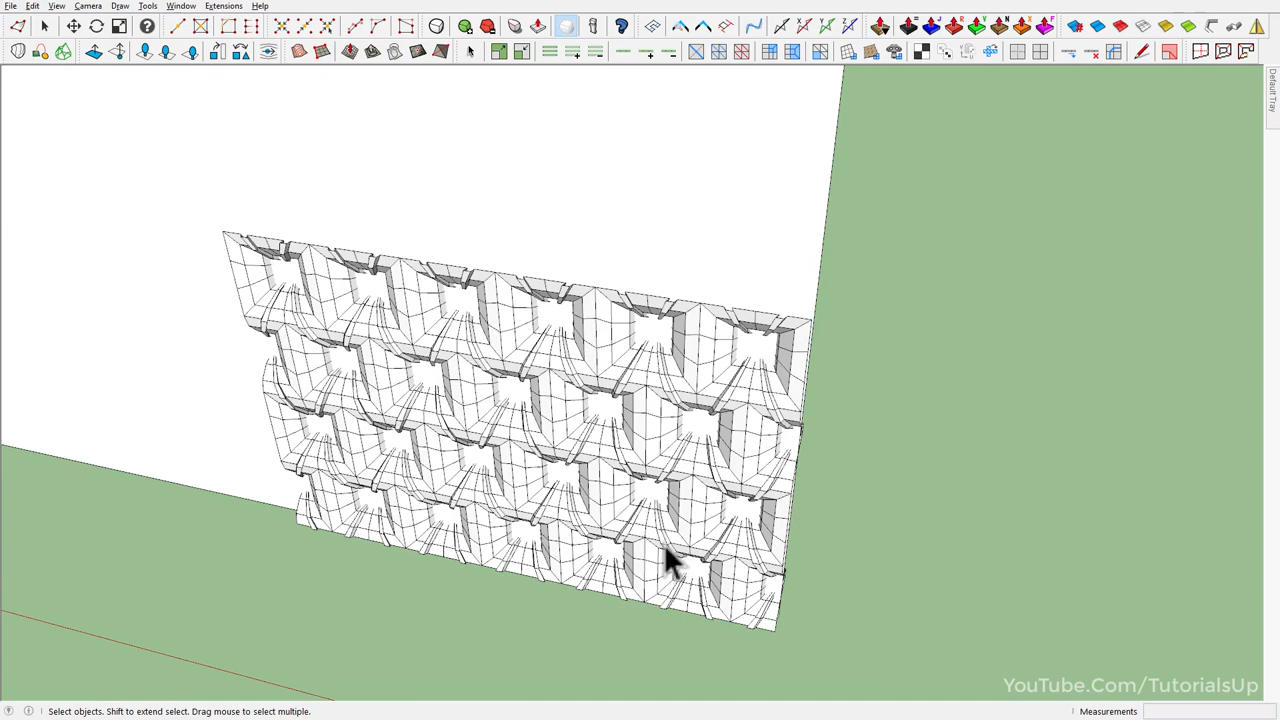 File Edit View Camera Draw Tools Window Extensions Help
Default Tray
YouTube.Com/TutorialsUp
Select objects. Shift to extend select. Drag mouse to select multiple. Measurements